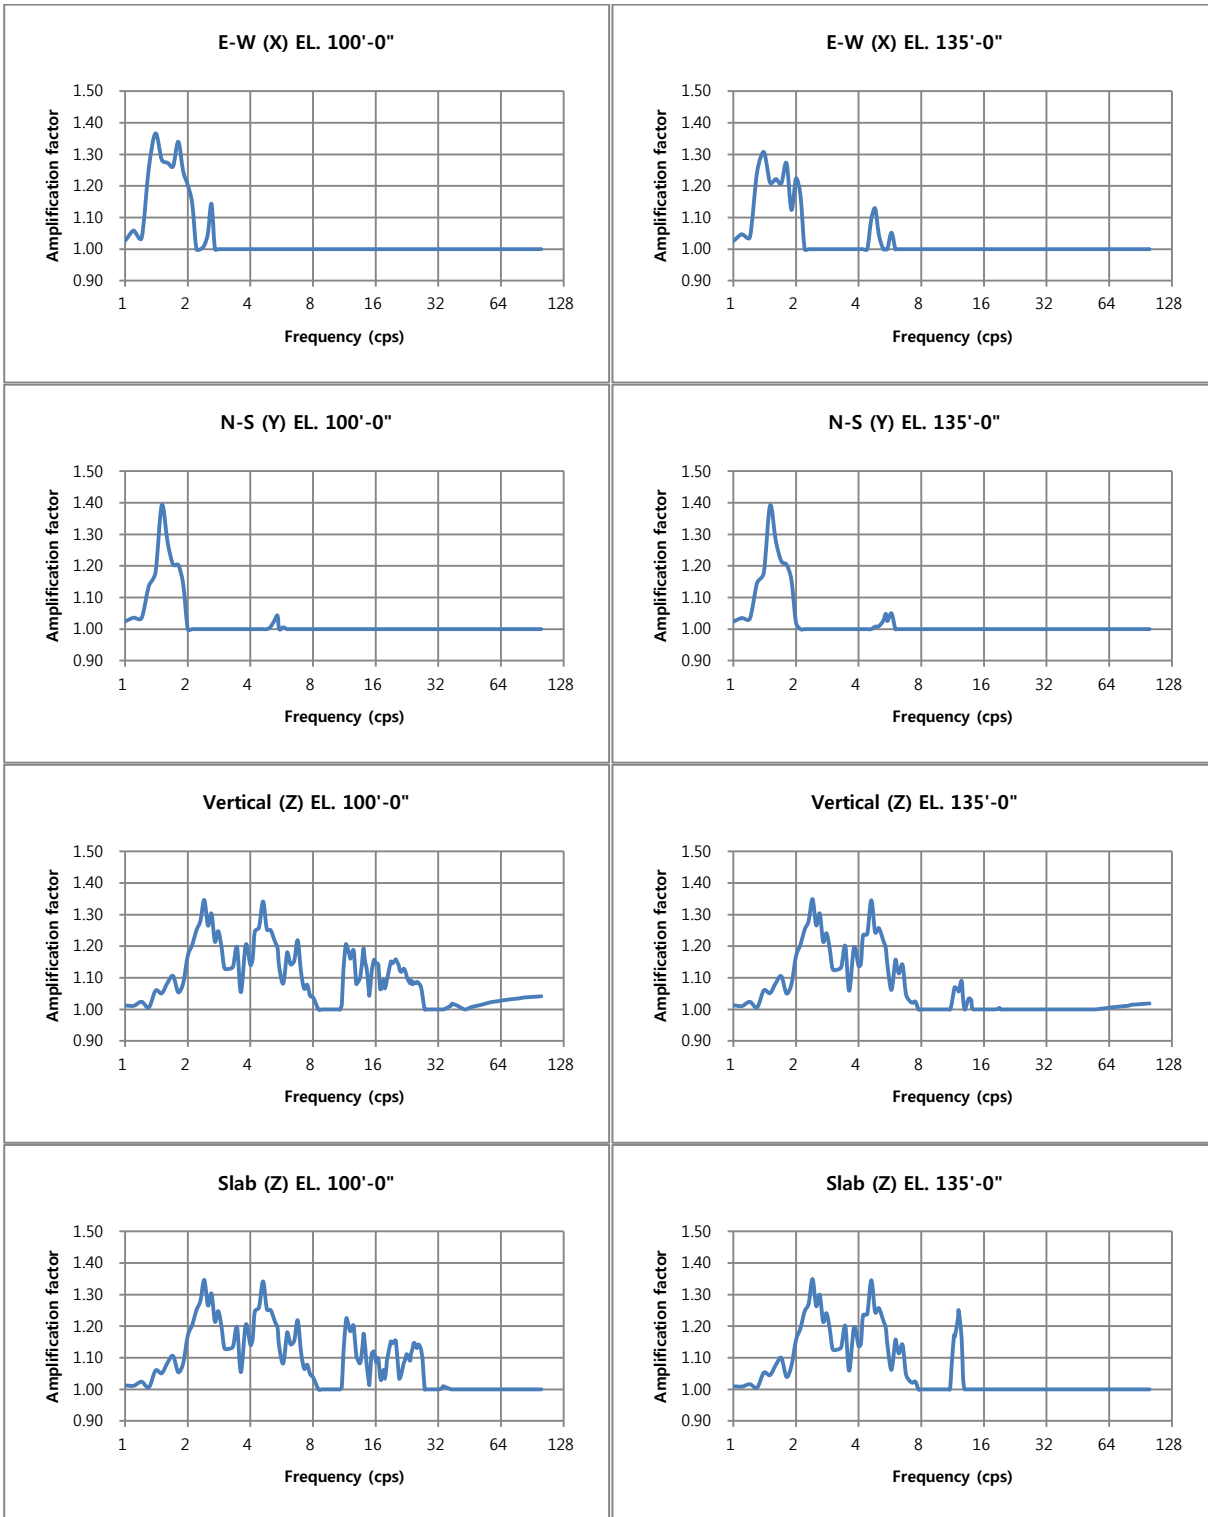 E-W (X) EL. 100'-0"
1.50
1.40
1.30
1.20
1.10
1.00
0.90
Amplification factor
1 2 4 8 16 32 64 128
Frequency (cps)
E-W (X) EL. 135'-0"
1.50
1.40
1.30
1.20
1.10
1.00
0.90
Amplification factor
1 2 4 8 16 32 64 128
Frequency (cps)
N-S (Y) EL. 100'-0"
1.50
1.40
1.30
1.20
1.10
1.00
0.90
Amplification factor
1 2 4 8 16 32 64 128
Frequency (cps)
N-S (Y) EL. 135'-0"
1.50
1.40
1.30
1.20
1.10
1.00
0.90
Amplification factor
1 2 4 8 16 32 64 128
Frequency (cps)
Vertical (Z) EL. 100'-0"
1.50
1.40
1.30
1.20
1.10
1.00
0.90
Amplification factor
1 2 4 8 16 32 64 128
Frequency (cps)
Vertical (Z) EL. 135'-0"
1.50
1.40
1.30
1.20
1.10
1.00
0.90
Amplification factor
1 2 4 8 16 32 64 128
Frequency (cps)
Slab (Z) EL. 100'-0"
1.50
1.40
1.30
1.20
1.10
1.00
0.90
Amplification factor
1 2 4 8 16 32 64 128
Frequency (cps)
Slab (Z) EL. 135'-0"
1.50
1.40
1.30
1.20
1.10
1.00
0.90
Amplification factor
1 2 4 8 16 32 64 128
Frequency (cps)